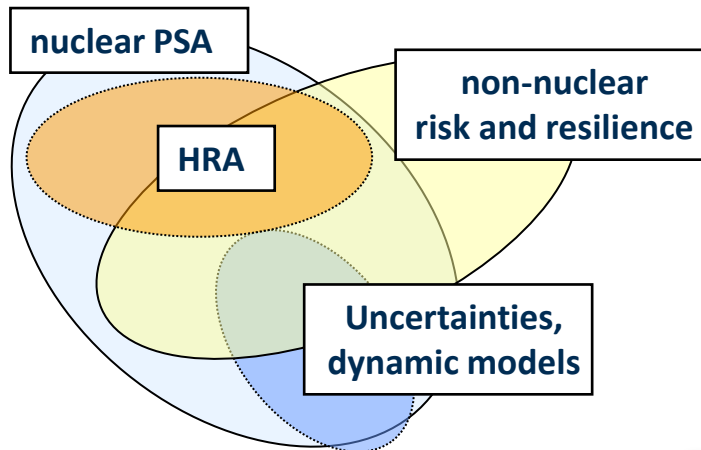 nuclear PSA
non-nuclear
risk and resilience
HRA
Uncertainties,
dynamic models